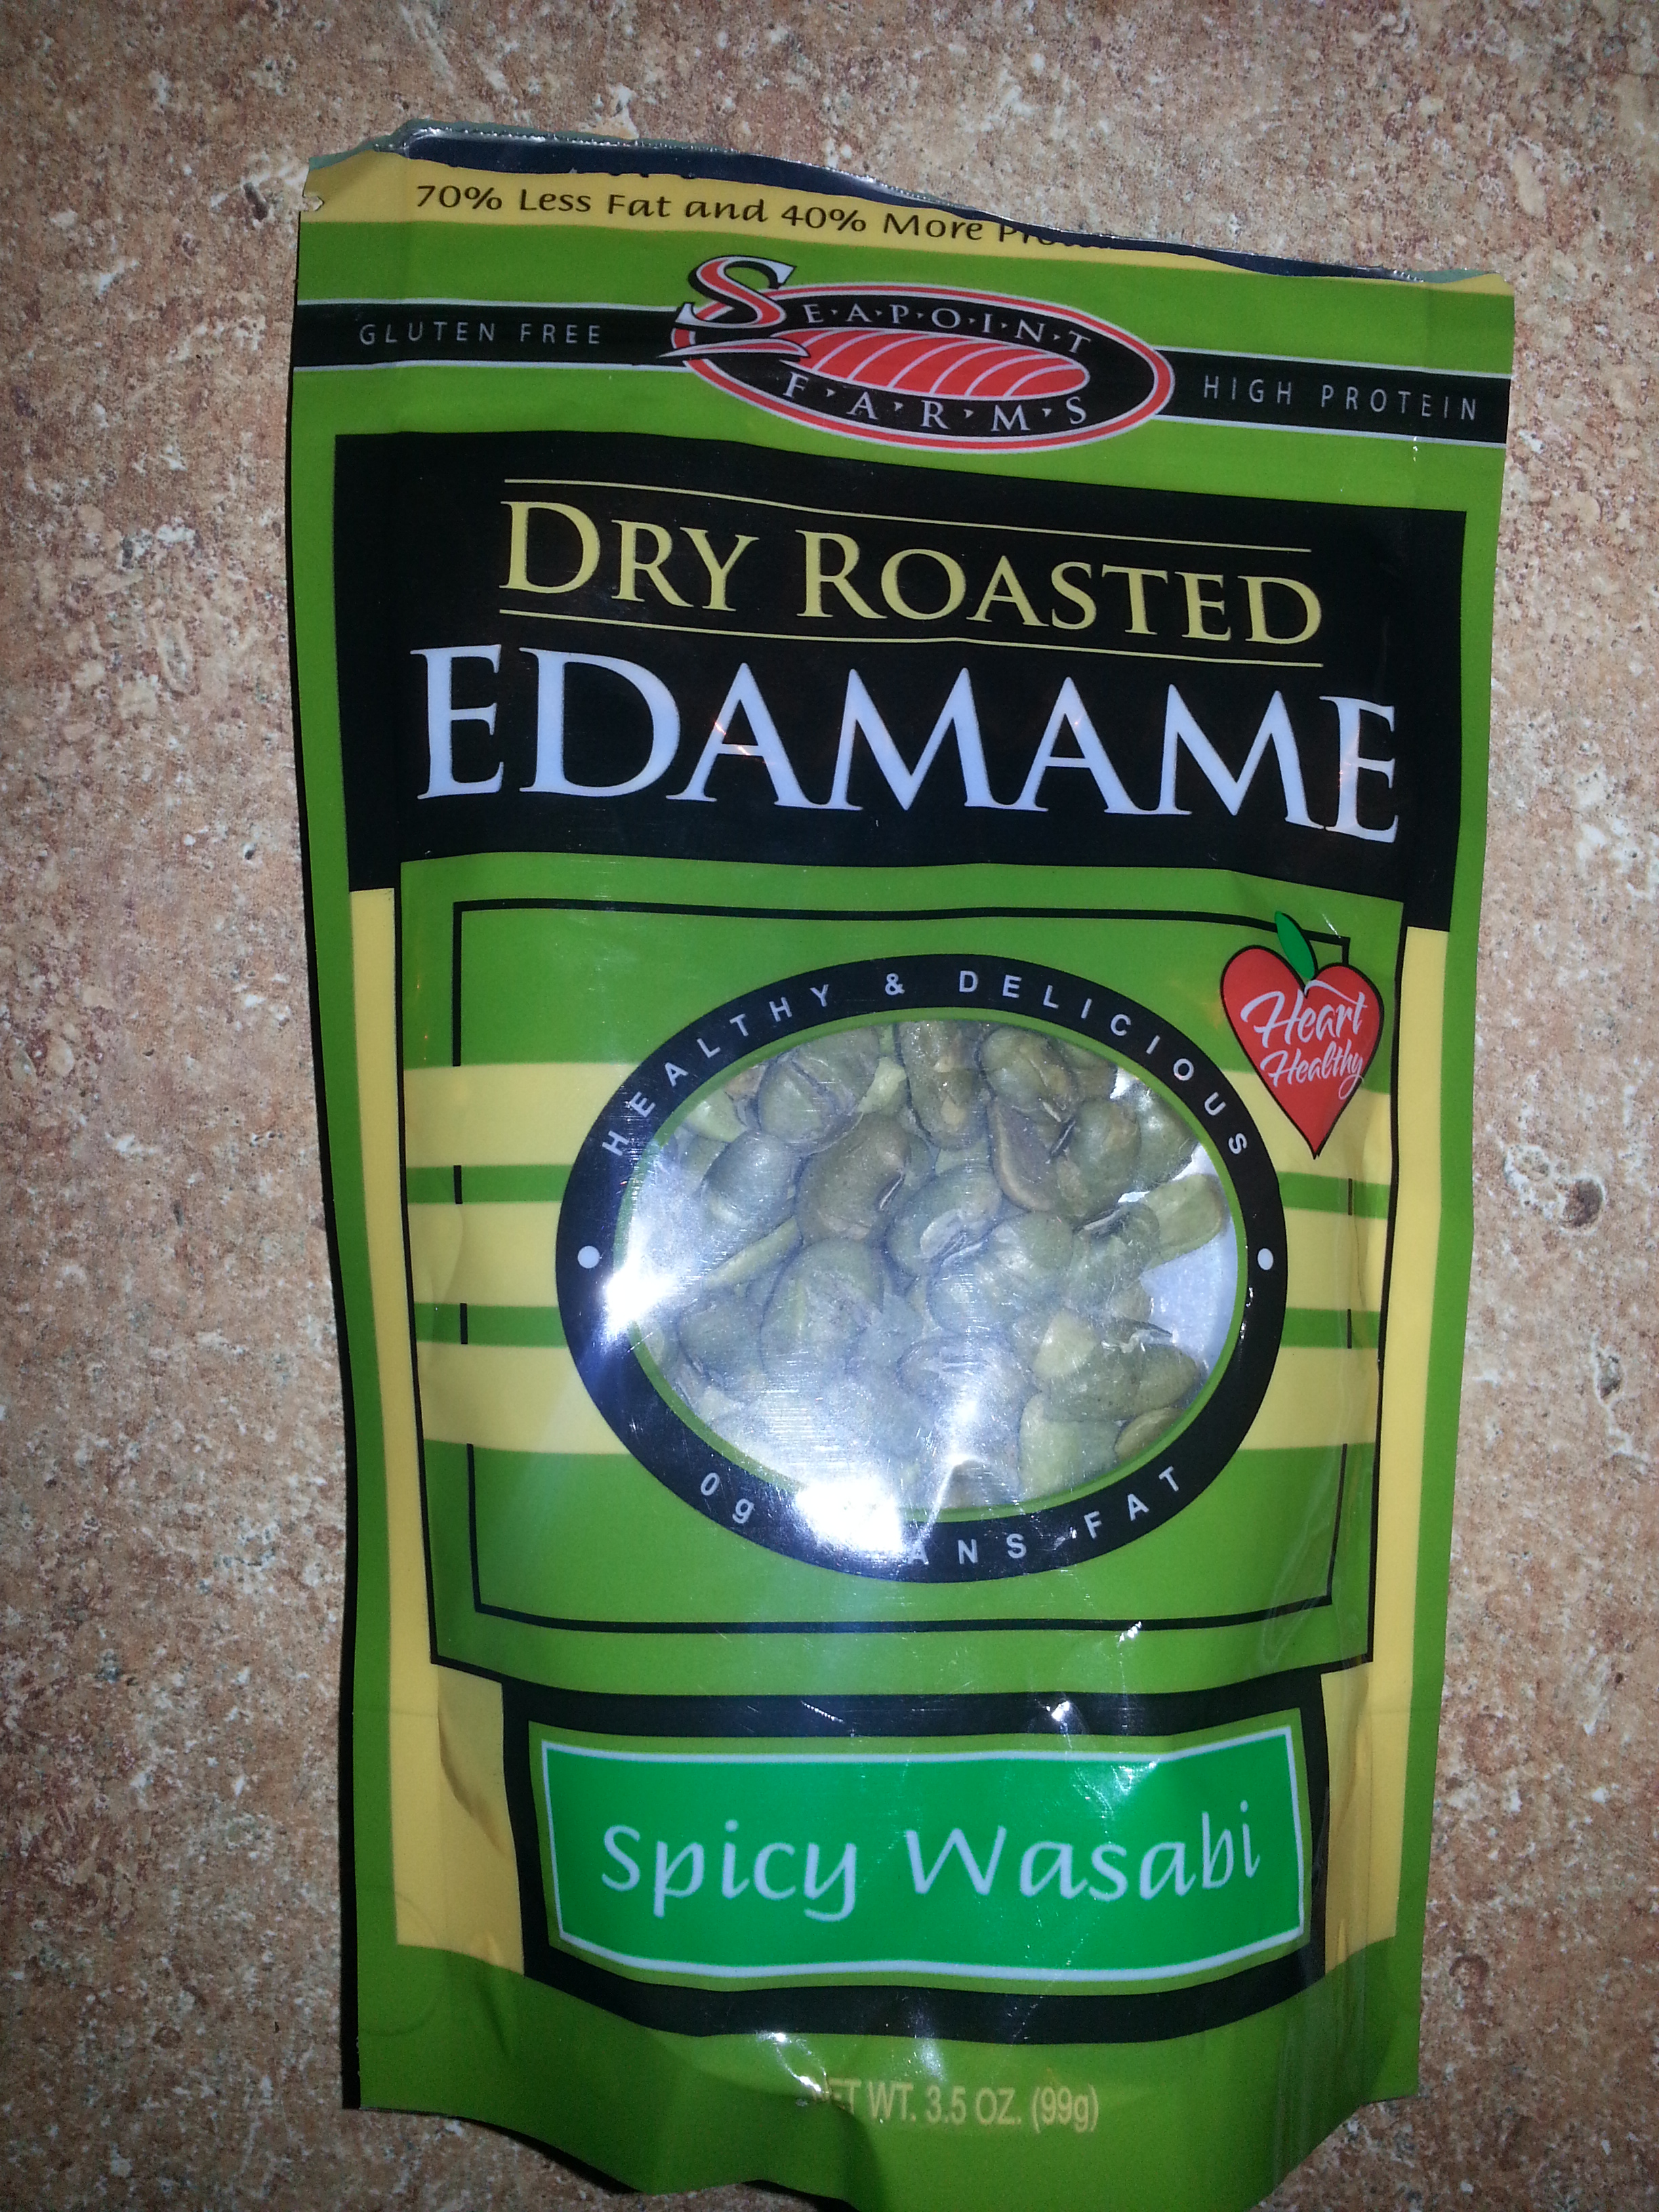 70% Less Fat and 40% More
GLUTEN FREE
SEAPOINT
FARMS
HIGH PROTEIN
DRY ROASTED
EDAMAME
Heart
Healthy
HEALTHY & DELICIOUS
0g FAT
Spicy Wasabi
WT. 3.5 OZ. (99g)